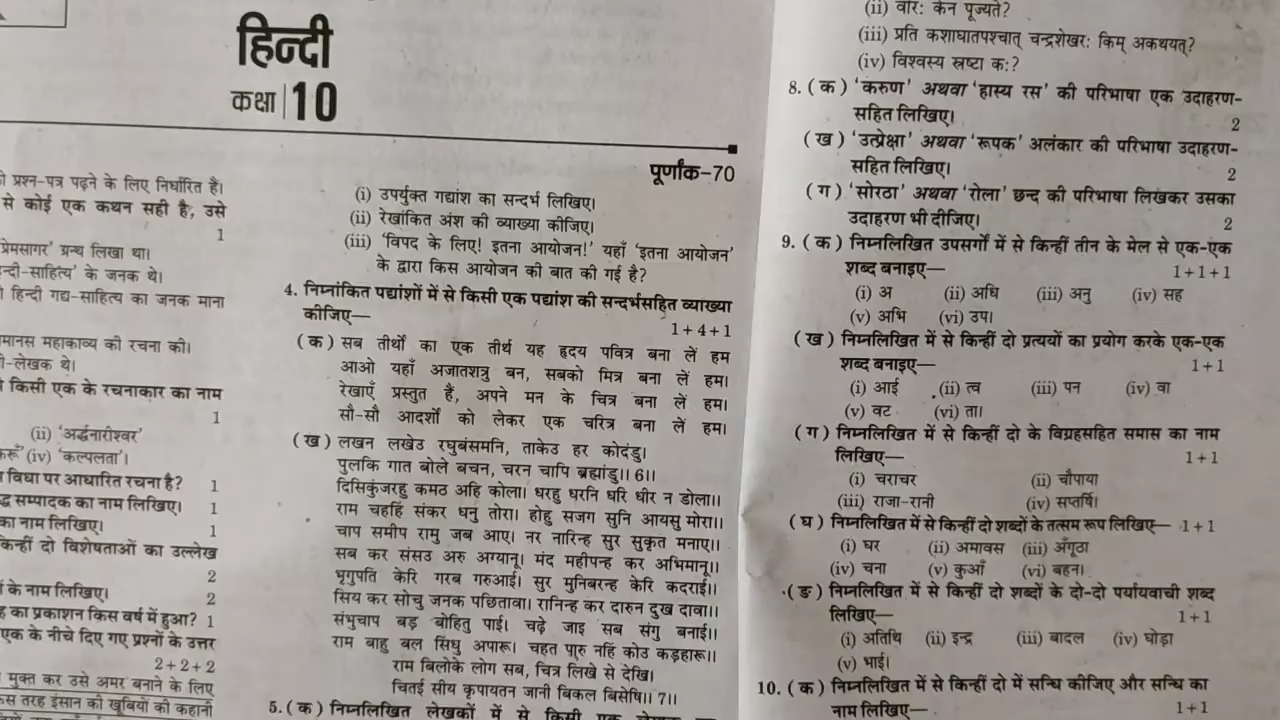 हिन्दी
कक्षा 10
पूर्णांक–70
प्रश्न-पत्र पढ़ने के लिए निर्धारित है।
से कोई एक कथन सही है, उसे
1
प्रेमसागर' ग्रन्थ लिखा था।
न्दी-साहित्य' के जनक थे।
हिन्दी गद्य-साहित्य का जनक माना
मानस महाकाव्य की रचना की।
-लेखक थे।
किसी एक के रचनाकार का नाम
1
(ii) 'अर्द्धनारीश्वर'
(iv) 'कल्पलता'।
विधा पर आधारित रचना है? 1
सम्पादक का नाम लिखिए। 1
का नाम लिखिए। 1
किन्हीं दो विशेषताओं का उल्लेख
2
के नाम लिखिए। 2
का प्रकाशन किस वर्ष में हुआ? 1
एक के नीचे दिए गए प्रश्नों के उत्तर
2+2+2
मुक्त कर उसे अमर बनाने के लिए
तरह इंसान की खूबियों की कहानी
(i) उपर्युक्त गद्यांश का सन्दर्भ लिखिए।
(ii) रेखांकित अंश की व्याख्या कीजिए।
(iii) 'विपद के लिए! इतना आयोजन!' यहाँ 'इतना आयोजन'
के द्वारा किस आयोजन की बात की गई है?
4. निम्नांकित पद्यांशों में से किसी एक पद्यांश की सन्दर्भसहित व्याख्या
कीजिए— 1+4+1
(क) सब तीर्थों का एक तीर्थ यह हृदय पवित्र बना लें हम
आओ यहाँ अजातशत्रु बन, सबको मित्र बना लें हम।
रेखाएँ प्रस्तुत हैं, अपने मन के चित्र बना लें हम।
सौ-सौ आदर्शों को लेकर एक चरित्र बना लें हम।
(ख) लखन लखेउ रघुबंसमनि, ताकेउ हर कोदंडु।
पुलकि गात बोले बचन, चरन चापि ब्रह्मांडु।। 6।।
दिसिकुंजरहु कमठ अहि कोला। धरहु धरनि धरि धीर न डोला।।
राम चहहिं संकर धनु तोरा। होहु सजग सुनि आयसु मोरा।।
चाप समीप रामु जब आए। नर नारिन्ह सुर सुकृत मनाए।।
सब कर संसउ अरु अग्यानू। मंद महीपन्ह कर अभिमानू।।
भृगुपति केरि गरब गरुआई। सुर मुनिबरन्ह केरि कदराई।।
सिय कर सोचु जनक पछितावा। रानिन्ह कर दारुन दुख दावा।।
संभुचाप बड़ बोहितु पाई। चढ़े जाइ सब संगु बनाई।।
राम बाहु बल सिंधु अपारू। चहत पारु नहिं कोउ कड़हारू।।
राम बिलोके लोग सब, चित्र लिखे से देखि।
चितई सीय कृपायतन जानी बिकल बिसेषि।। 7।।
5. (क) निम्नलिखित लेखकों में से किसी एक
(ii) वीरः केन पूज्यते?
(iii) प्रति कशाघातपश्चात् चन्द्रशेखरः किम् अकथयत्?
(iv) विश्वस्य स्रष्टा कः?
8. (क) 'करुण' अथवा 'हास्य रस' की परिभाषा एक उदाहरण-
सहित लिखिए। 2
(ख) 'उत्प्रेक्षा' अथवा 'रूपक' अलंकार की परिभाषा उदाहरण-
सहित लिखिए। 2
(ग) 'सोरठा' अथवा 'रोला' छन्द की परिभाषा लिखकर उसका
उदाहरण भी दीजिए। 2
9. (क) निम्नलिखित उपसर्गों में से किन्हीं तीन के मेल से एक-एक
शब्द बनाइए— 1+1+1
(i) अ (ii) अधि (iii) अनु (iv) सह
(v) अभि (vi) उप।
(ख) निम्नलिखित में से किन्हीं दो प्रत्ययों का प्रयोग करके एक-एक
शब्द बनाइए— 1+1
(i) आई (ii) त्व (iii) पन (iv) वा
(v) वट (vi) ता।
(ग) निम्नलिखित में से किन्हीं दो के विग्रहसहित समास का नाम
लिखिए— 1+1
(i) चराचर (ii) चौपाया
(iii) राजा-रानी (iv) सप्तर्षि।
(घ) निम्नलिखित में से किन्हीं दो शब्दों के तत्सम रूप लिखिए— 1+1
(i) घर (ii) अमावस (iii) अँगूठा
(iv) चना (v) कुआँ (vi) बहन।
(ङ) निम्नलिखित में से किन्हीं दो शब्दों के दो-दो पर्यायवाची शब्द
लिखिए— 1+1
(i) अतिथि (ii) इन्द्र (iii) बादल (iv) घोड़ा
(v) भाई।
10. (क) निम्नलिखित में से किन्हीं दो में सन्धि कीजिए और सन्धि का
नाम लिखिए— 1+1